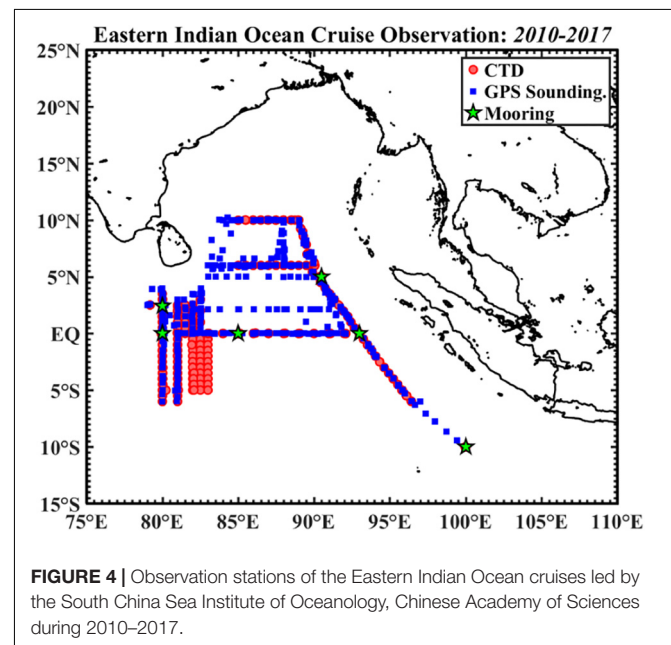 Eastern Indian Ocean Cruise Observation: 2010-2017
25°N
20°N
15°N
10°N
5°N
EQ
5°S
10°S
15°S
75°E 80°E 85°E 90°E 95°E 100°E 105°E 110°E
CTD
GPS Sounding.
Mooring
FIGURE 4 | Observation stations of the Eastern Indian Ocean cruises led by
the South China Sea Institute of Oceanology, Chinese Academy of Sciences
during 2010–2017.